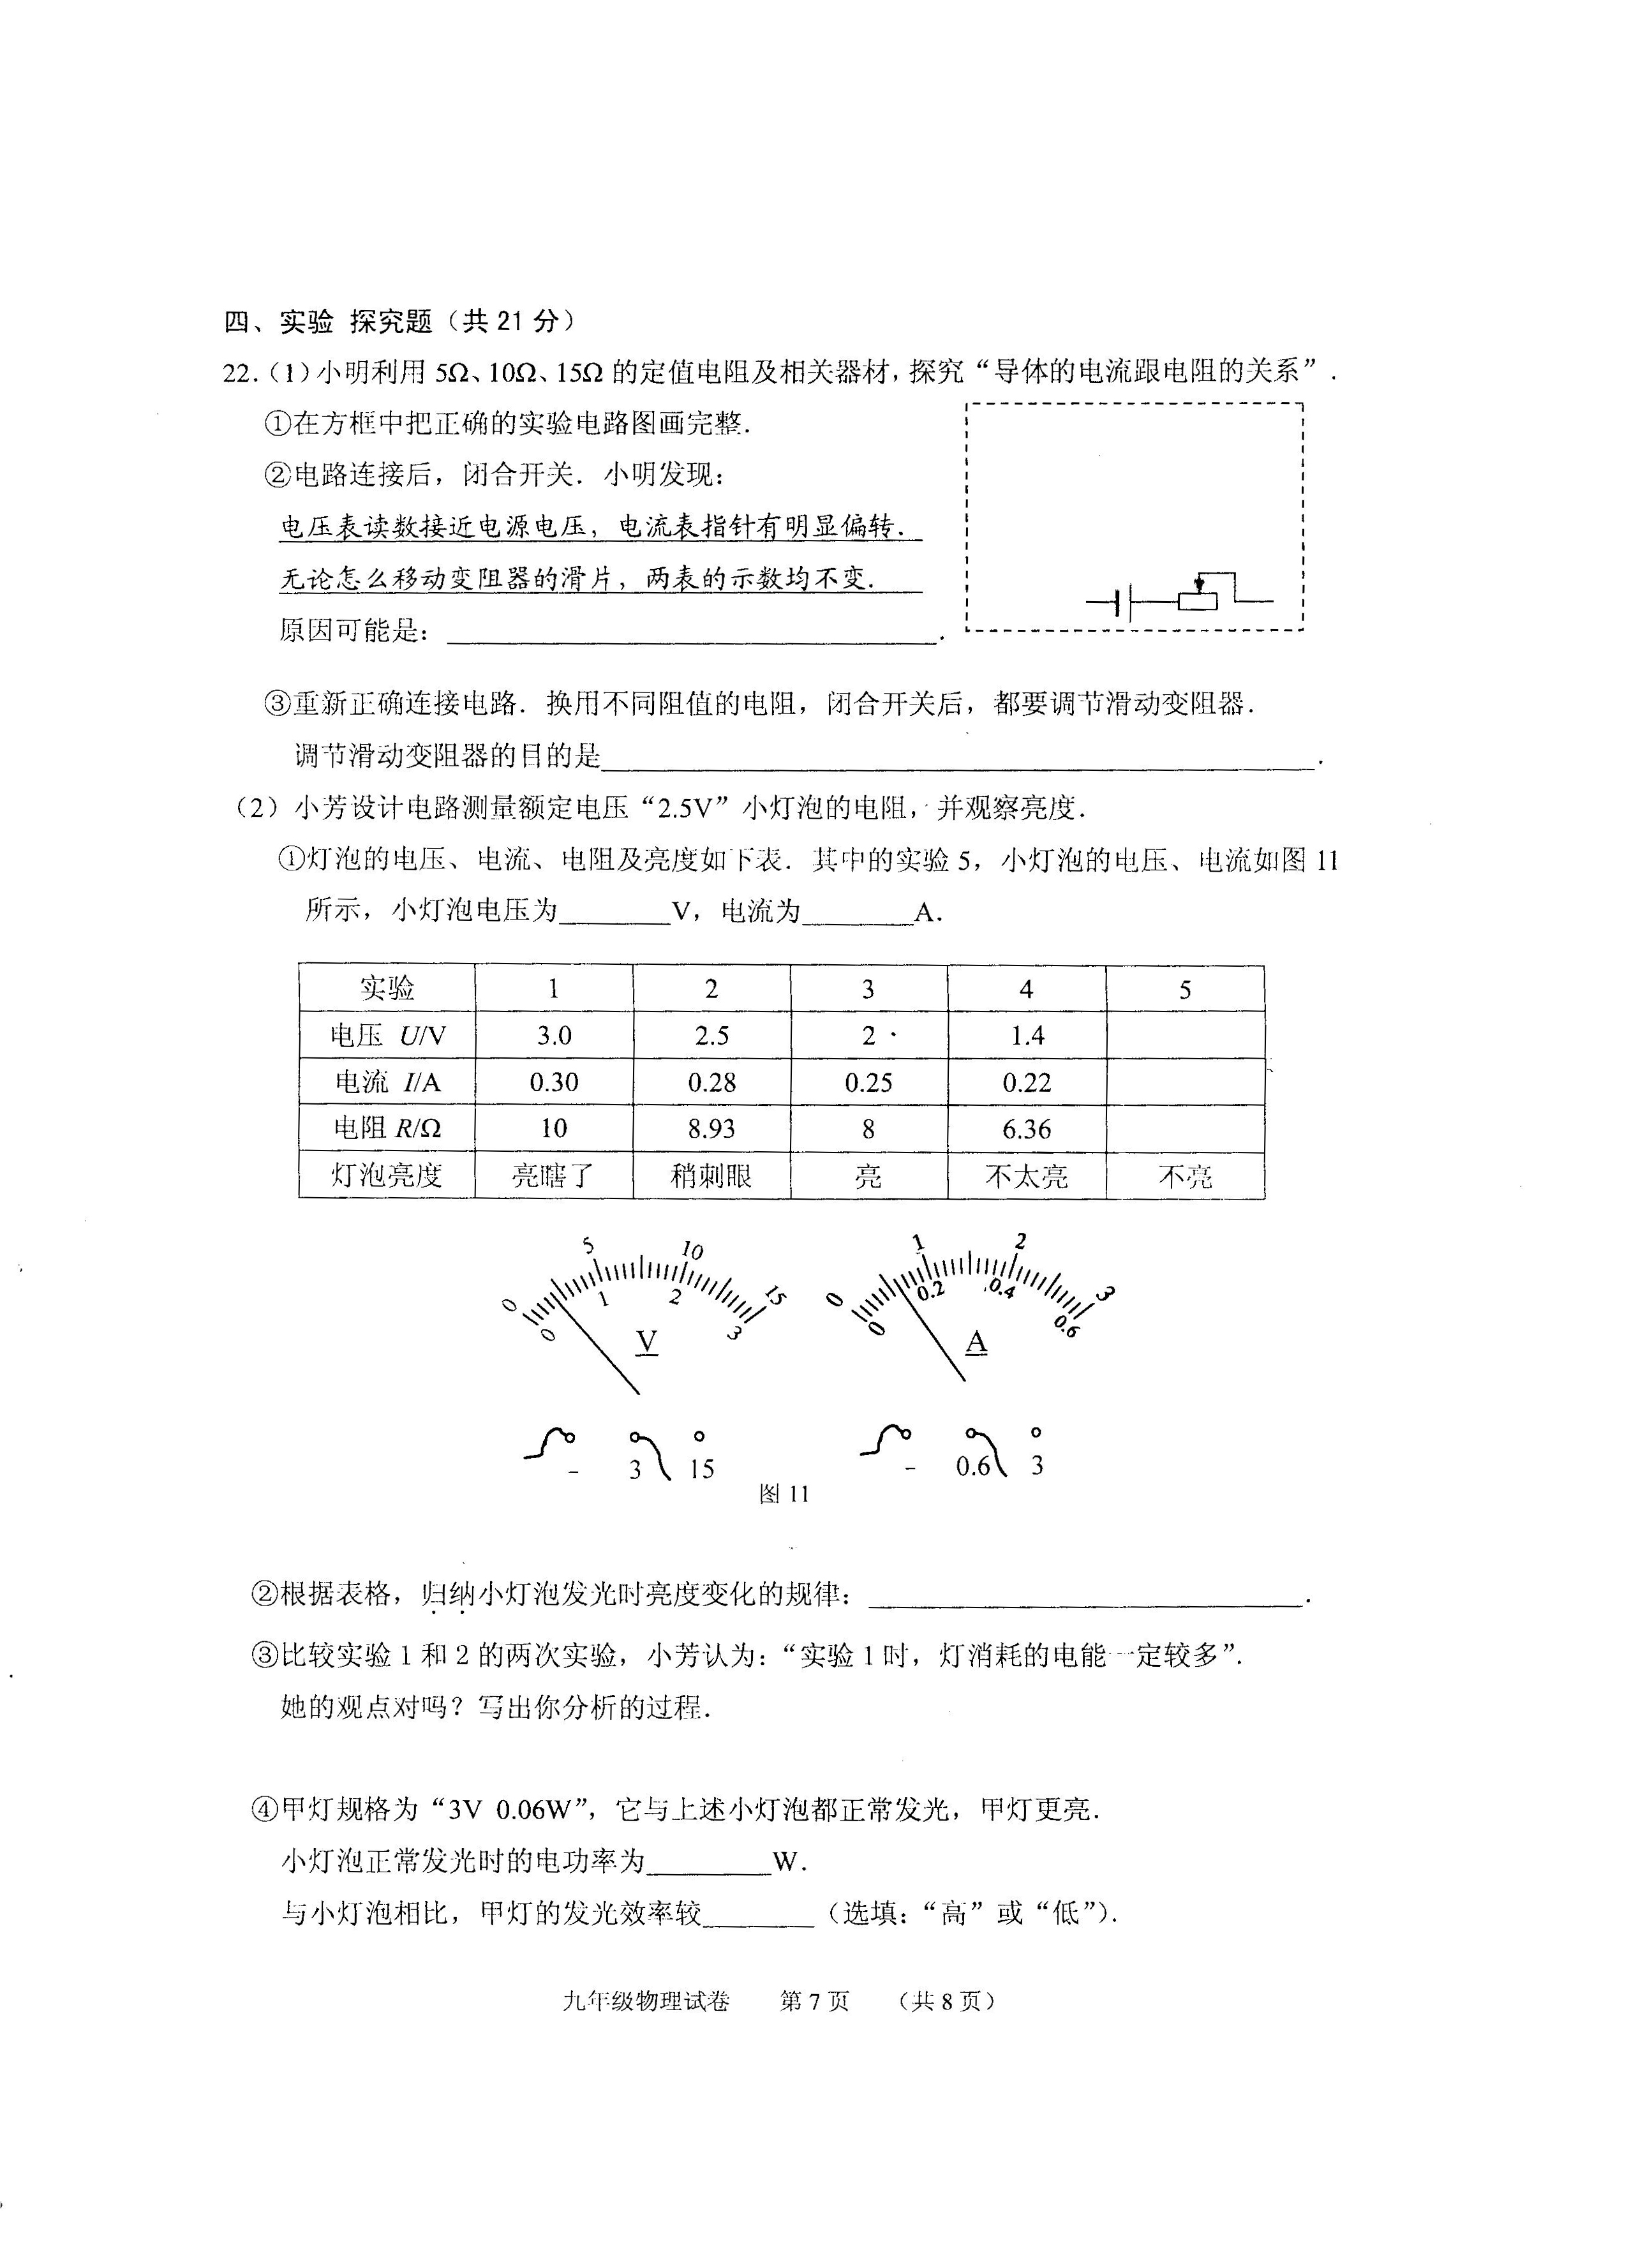 四、实验 探究题（共 21 分）
22．（1）小明利用 5Ω、10Ω、15Ω 的定值电阻及相关器材，探究“导体的电流跟电阻的关系”．
①在方框中把正确的实验电路图画完整．
②电路连接后，闭合开关．小明发现：
电压表读数接近电源电压，电流表指针有明显偏转．
无论怎么移动变阻器的滑片，两表的示数均不变．
原因可能是：____________．
③重新正确连接电路．换用不同阻值的电阻，闭合开关后，都要调节滑动变阻器．
调节滑动变阻器的目的是____________．
（2）小芳设计电路测量额定电压“2.5V”小灯泡的电阻，并观察亮度．
①灯泡的电压、电流、电阻及亮度如下表．其中的实验 5，小灯泡的电压、电流如图 11
所示，小灯泡电压为________V，电流为________A．
实验 1 2 3 4 5
电压 U/V 3.0 2.5 2 1.4
电流 I/A 0.30 0.28 0.25 0.22
电阻 R/Ω 10 8.93 8 6.36
灯泡亮度 亮瞎了 稍刺眼 亮 不太亮 不亮
0 5 10 15
0 1 2 3
V
0 1 2 3
0 0.2 0.4 0.6
A
- 3 15
- 0.6 3
图 11
②根据表格，归纳小灯泡发光时亮度变化的规律：____________．
③比较实验 1 和 2 的两次实验，小芳认为：“实验 1 时，灯消耗的电能一定较多”．
她的观点对吗？写出你分析的过程．
④甲灯规格为“3V 0.06W”，它与上述小灯泡都正常发光，甲灯更亮．
小灯泡正常发光时的电功率为________W．
与小灯泡相比，甲灯的发光效率较________（选填：“高”或“低”）．
九年级物理试卷 第 7 页 （共 8 页）